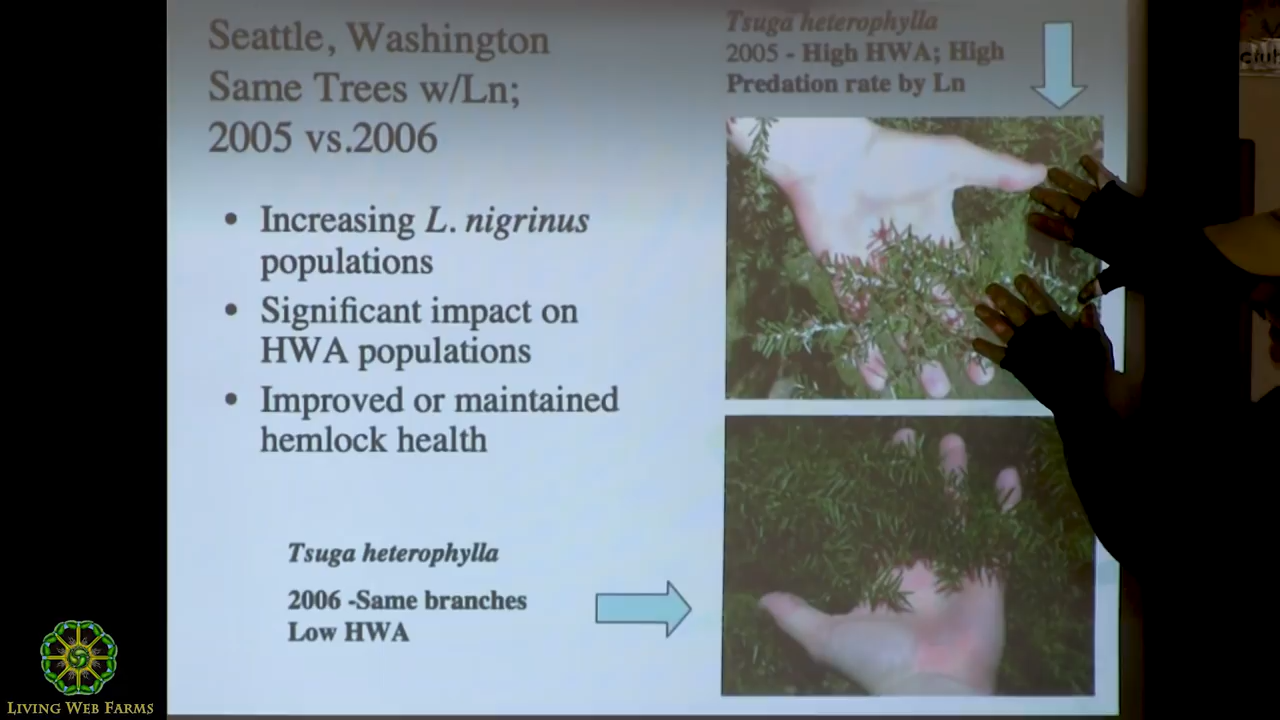 Seattle, Washington
Same Trees w/Ln;
2005 vs.2006
• Increasing L. nigrinus
populations
• Significant impact on
HWA populations
• Improved or maintained
hemlock health
Tsuga heterophylla
2006 -Same branches
Low HWA
Tsuga heterophylla
2005 - High HWA; High
Predation rate by Ln
LIVING WEB FARMS